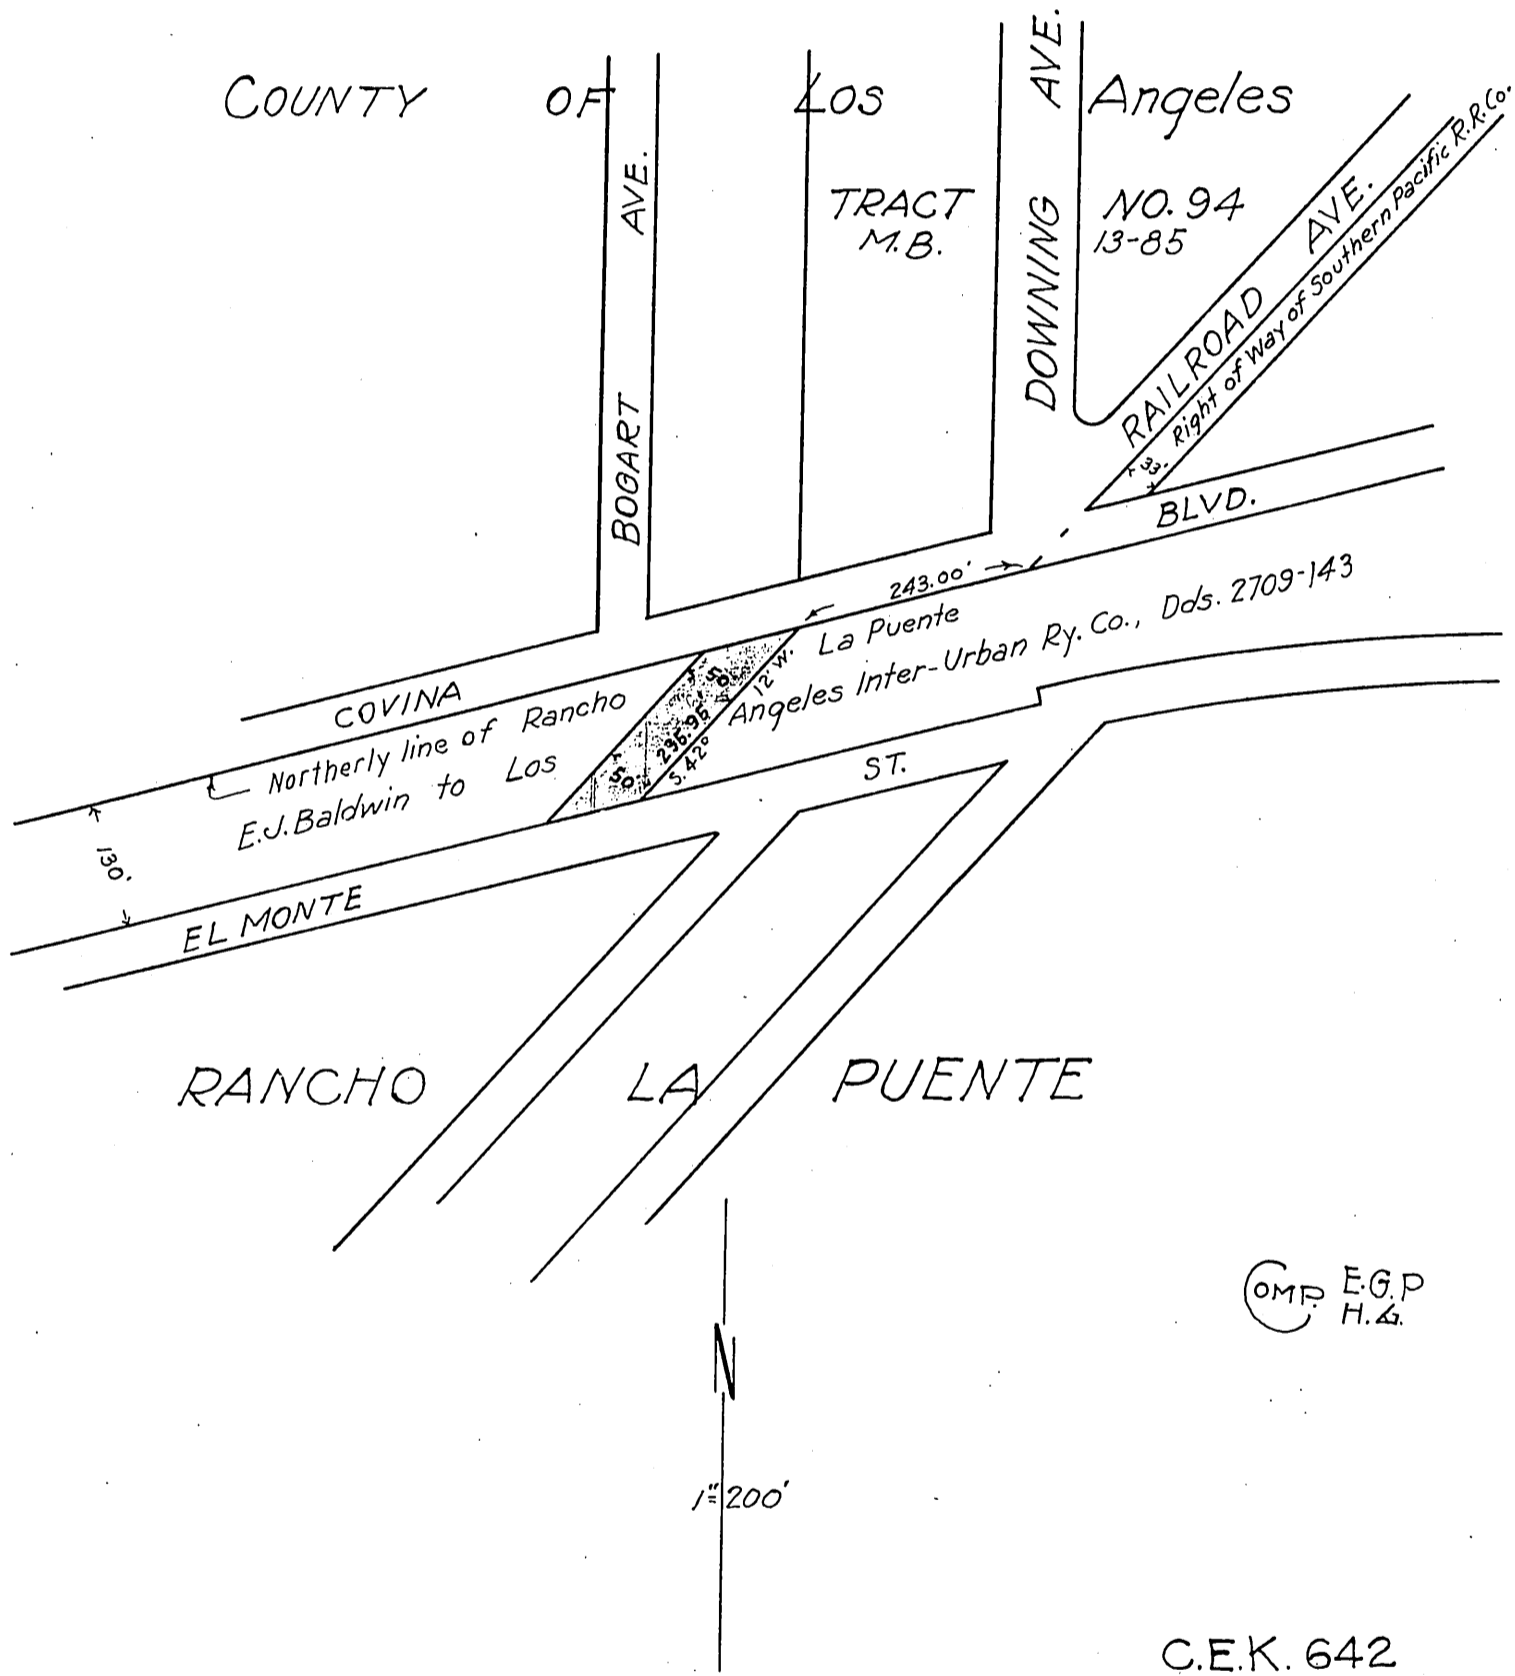 COUNTY OF LOS Angeles
TRACT NO. 94
M.B. 13-85
BOGART AVE.
DOWNING AVE.
RAILROAD AVE.
Right of Way of Southern Pacific R.R.Co.
33.
COVINA BLVD.
243.00'
Northerly line of Rancho La Puente
E.J. Baldwin to Los Angeles Inter-Urban Ry. Co., Dds. 2709-143
50.
296.96'
50.
S. 42° 12' W.
130.
EL MONTE ST.
RANCHO LA PUENTE
COMP. E.G.P
H.G.
N
1"=200'
C.E.K. 642